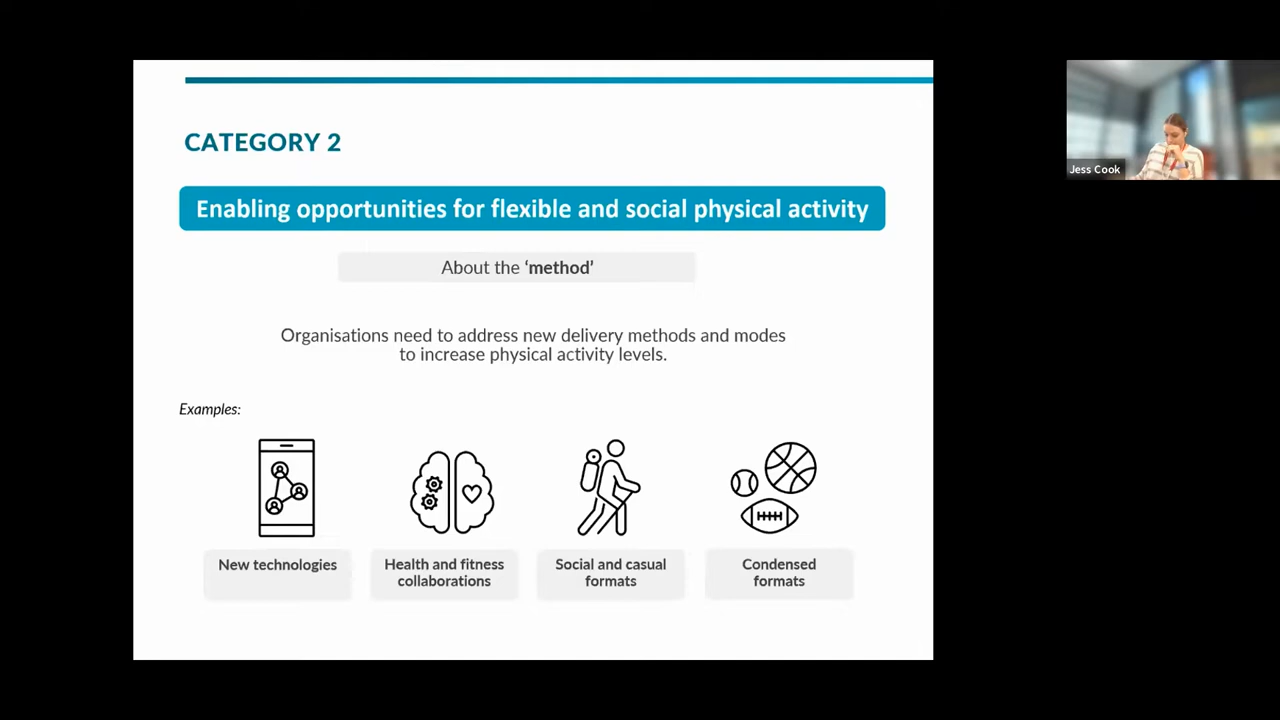 CATEGORY 2
Enabling opportunities for flexible and social physical activity
About the ‘method’
Organisations need to address new delivery methods and modes
to increase physical activity levels.
Examples:
New technologies
Health and fitness
collaborations
Social and casual
formats
Condensed
formats
Jess Cook